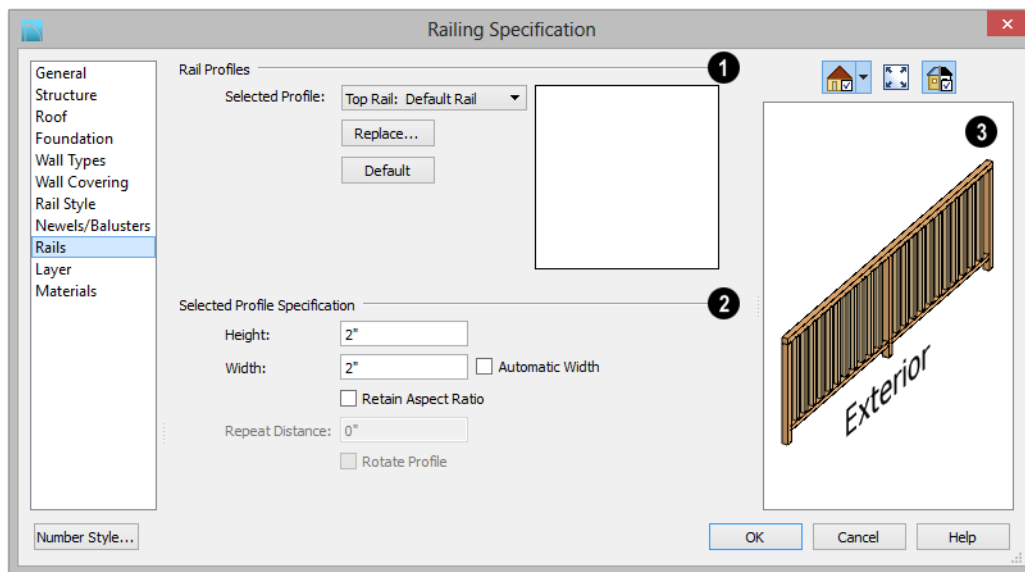 Railing Specification
General
Structure
Roof
Foundation
Wall Types
Wall Covering
Rail Style
Newels/Balusters
Rails
Layer
Materials
Number Style...
Rail Profiles
1
Selected Profile:
Top Rail: Default Rail
Replace...
Default
Selected Profile Specification
2
Height:
2"
Width:
2"
Automatic Width
Retain Aspect Ratio
Repeat Distance:
0"
Rotate Profile
3
Exterior
OK
Cancel
Help